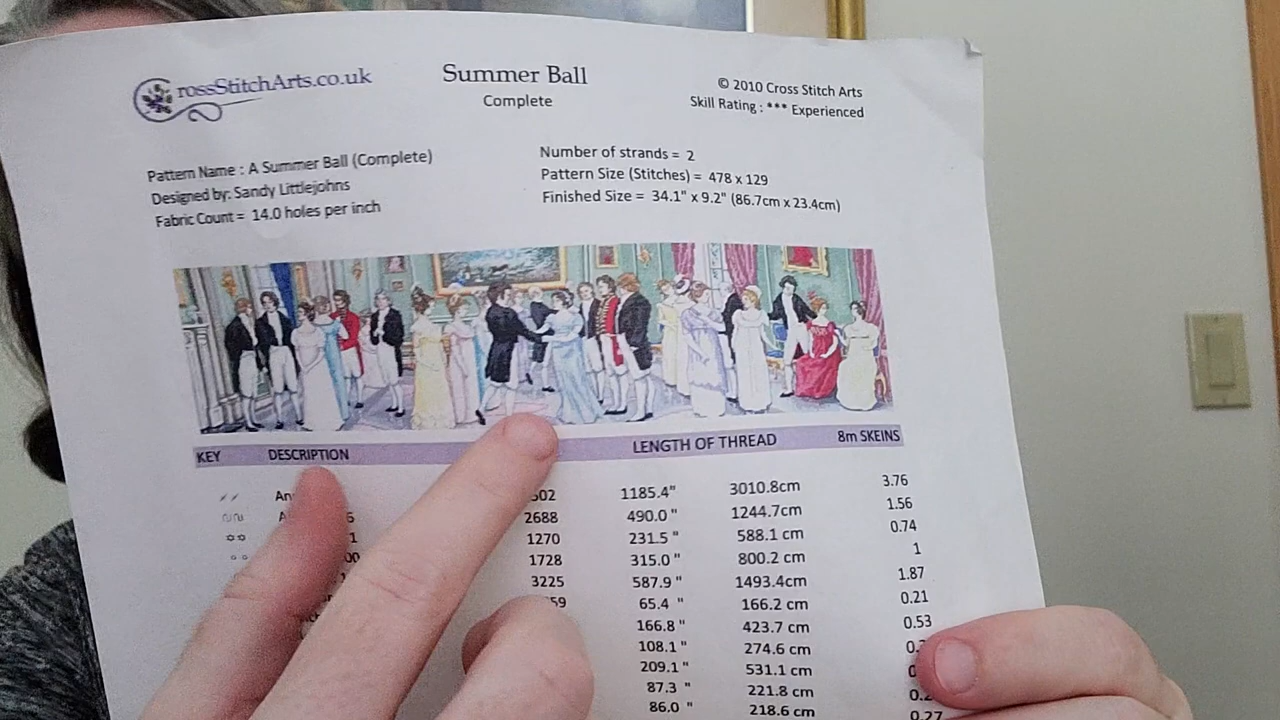 CrossStitchArts.co.uk
Summer Ball
Complete
© 2010 Cross Stitch Arts
Skill Rating : *** Experienced
Pattern Name : A Summer Ball (Complete)
Designed by: Sandy Littlejohns
Fabric Count = 14.0 holes per inch
Number of strands = 2
Pattern Size (Stitches) = 478 x 129
Finished Size = 34.1" x 9.2" (86.7cm x 23.4cm)
KEY DESCRIPTION LENGTH OF THREAD 8m SKEINS
1185.4" 3010.8cm 3.76
2688 490.0" 1244.7cm 1.56
1270 231.5" 588.1 cm 0.74
1728 315.0" 800.2 cm 1
3225 587.9" 1493.4cm 1.87
65.4 " 166.2 cm 0.21
166.8 " 423.7 cm 0.53
108.1 " 274.6 cm
209.1 " 531.1 cm
87.3 " 221.8 cm
86.0 " 218.6 cm 0.27